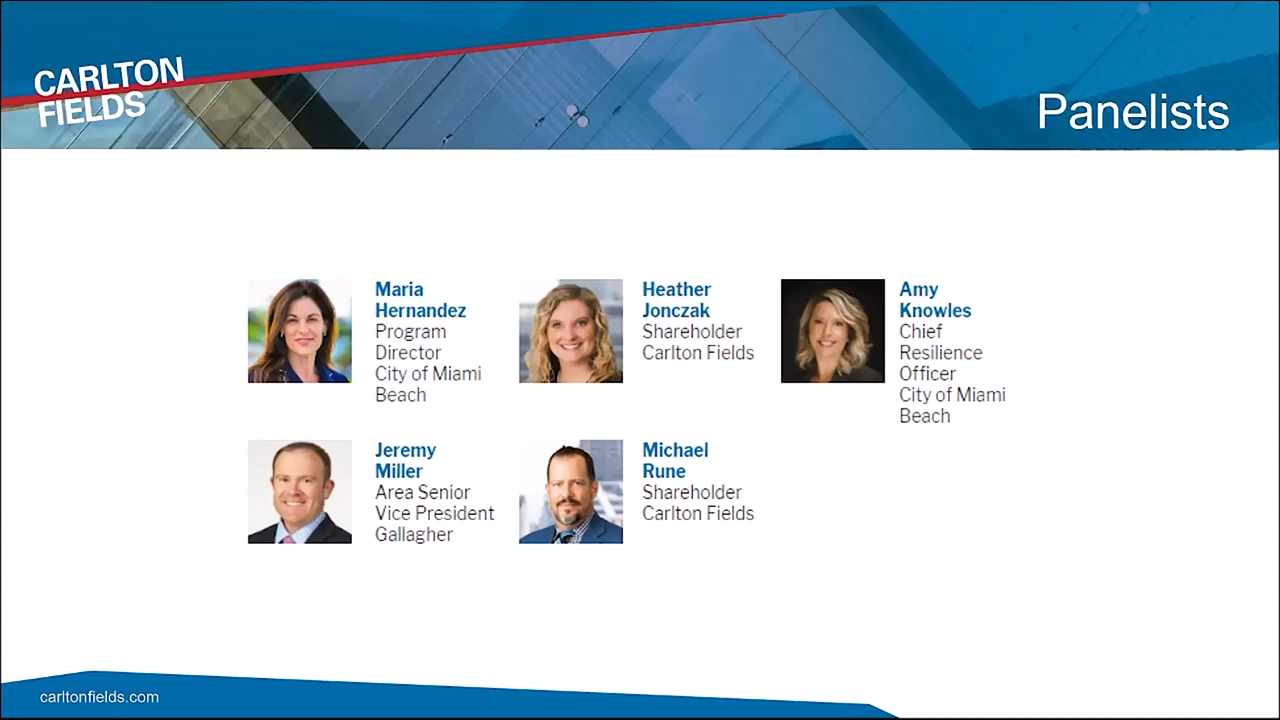 CARLTON
FIELDS
Panelists
Maria
Hernandez
Program
Director
City of Miami
Beach
Heather
Jonczak
Shareholder
Carlton Fields
Amy
Knowles
Chief
Resilience
Officer
City of Miami
Beach
Jeremy
Miller
Area Senior
Vice President
Gallagher
Michael
Rune
Shareholder
Carlton Fields
carltonfields.com